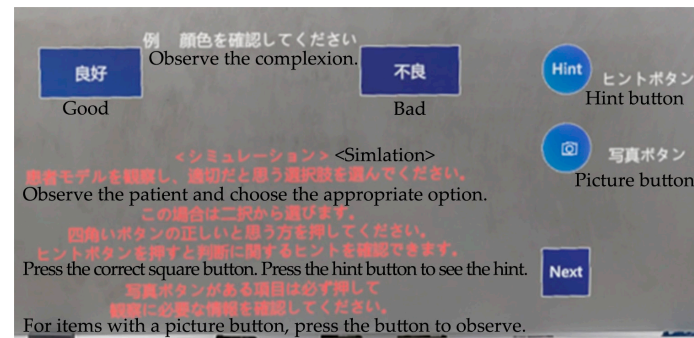 例 顔色を確認してください
Observe the complexion.
良好
Good
不良
Bad
Hint
ヒントボタン
Hint button
写真ボタン
Picture button
<シミュレーション> <Simlation>
患者モデルを観察し、適切だと思う選択肢を選んでください。
Observe the patient and choose the appropriate option.
この場合は二択から選びます。
四角いボタンの正しいと思う方を押してください。
ヒントボタンを押すと判断に関するヒントを確認できます。
Press the correct square button. Press the hint button to see the hint.
Next
写真ボタンがある項目は必ず押して
観察に必要な情報を確認してください。
For items with a picture button, press the button to observe.